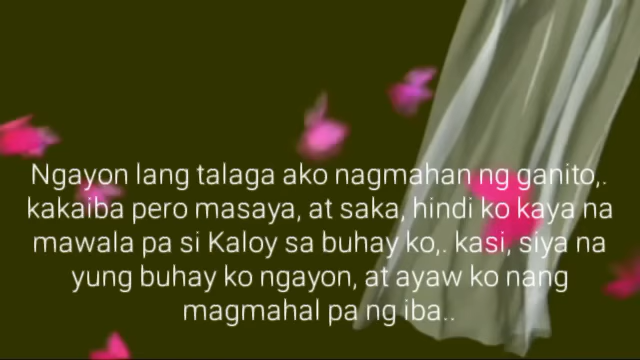 Ngayon lang talaga ako nagmahan ng ganito,.
kakaiba pero masaya, at saka, hindi ko kaya na
mawala pa si Kaloy sa buhay ko,. kasi, siya na
yung buhay ko ngayon, at ayaw ko nang
magmahal pa ng iba..